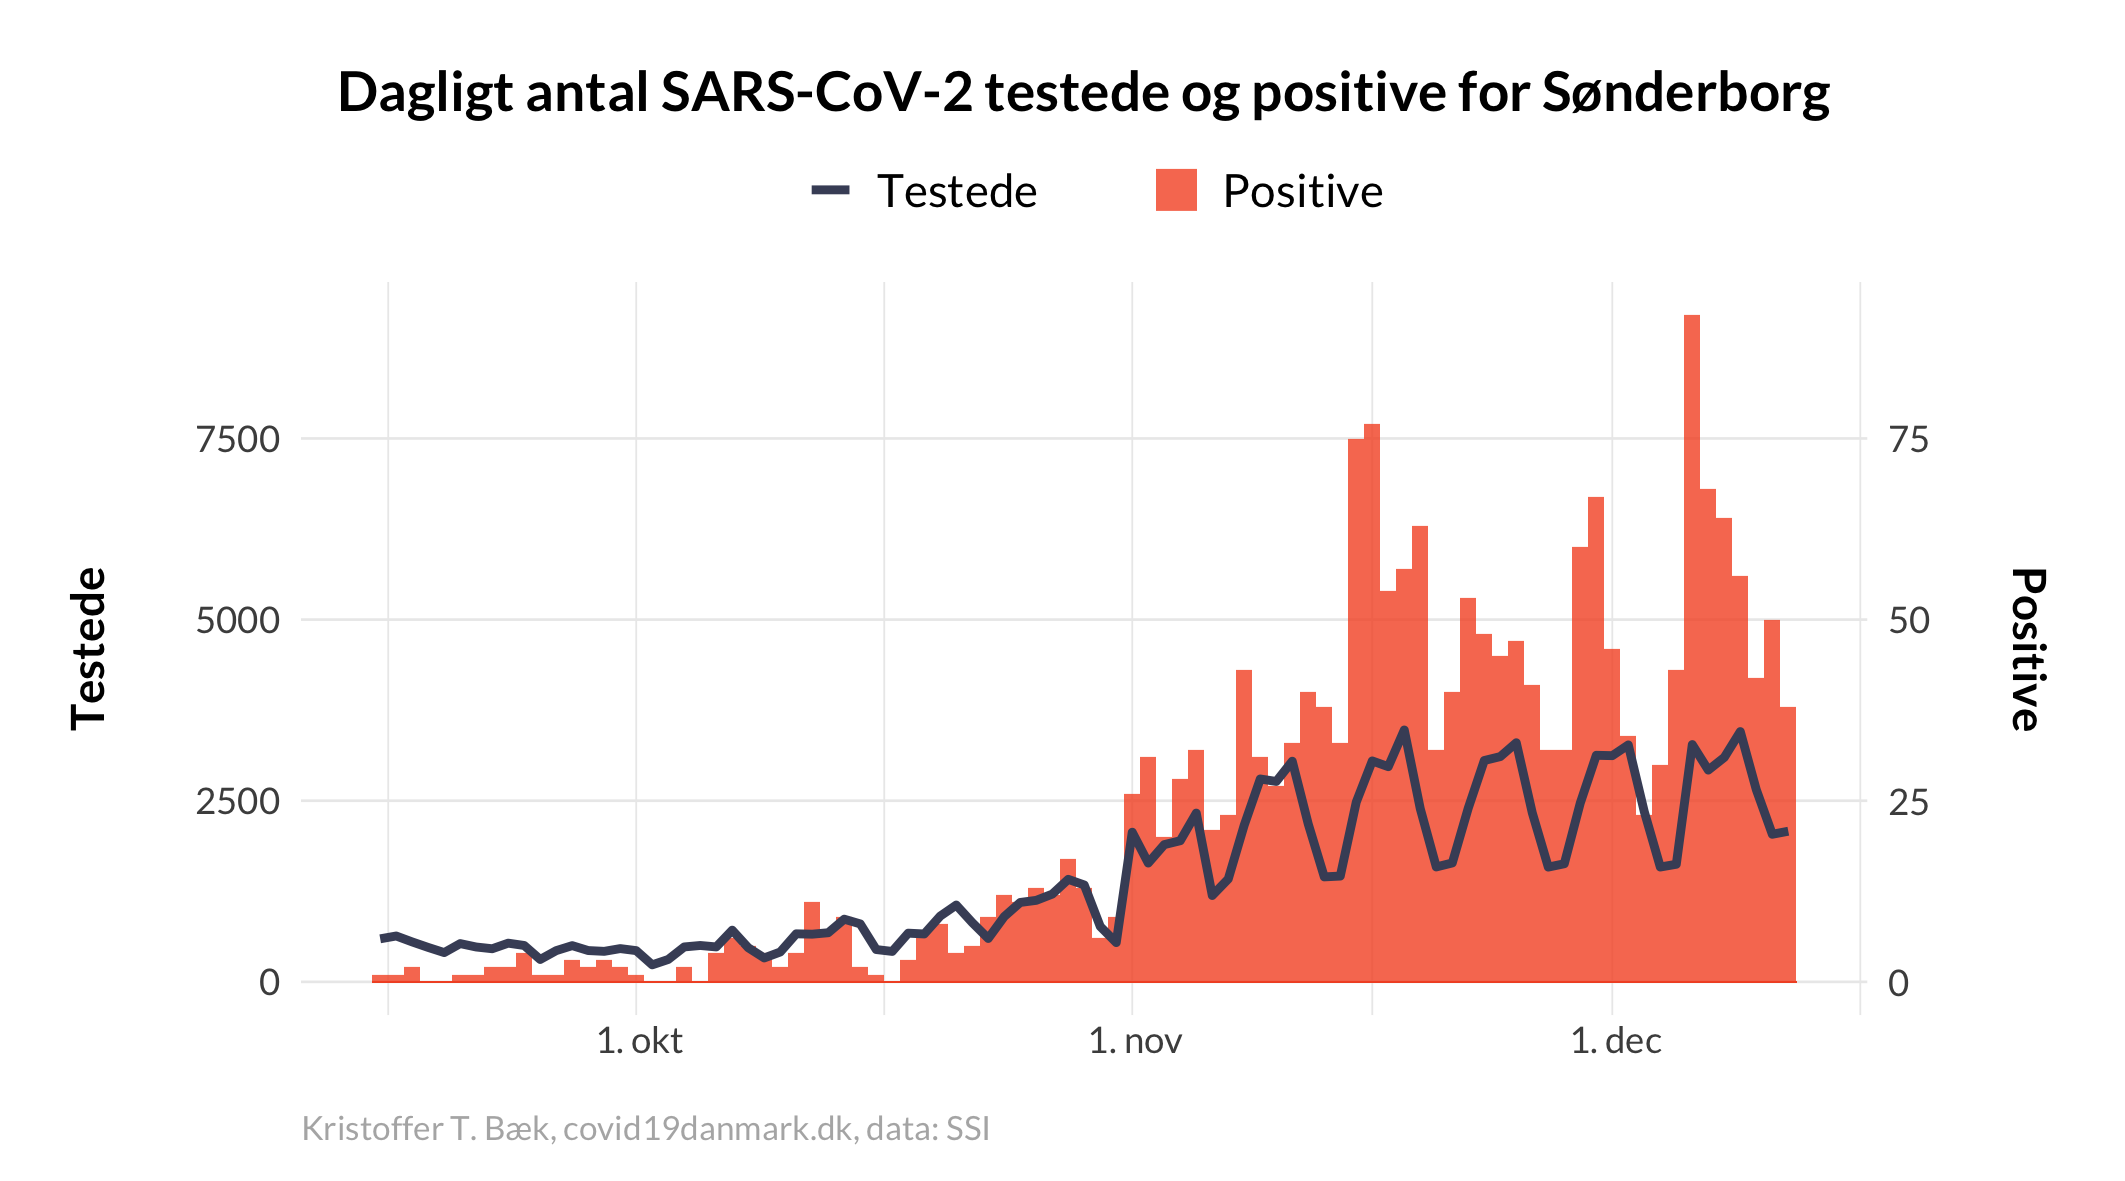 Dagligt antal SARS-CoV-2 testede og positive for Sønderborg
Testede
Positive
Testede
7500
5000
2500
0
75
50
25
0
Positive
1. okt
1. nov
1. dec
Kristoffer T. Bæk, covid19danmark.dk, data: SSI